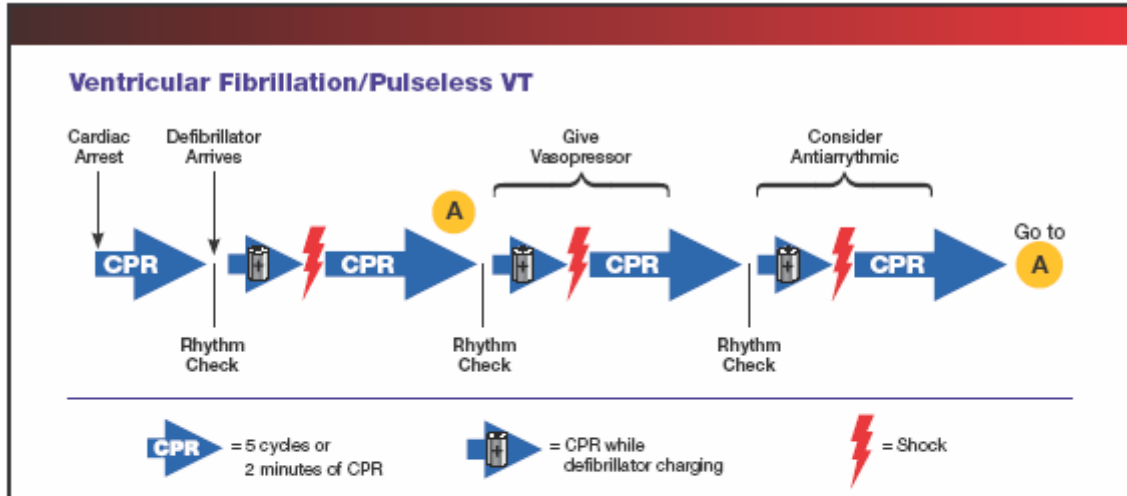 Ventricular Fibrillation/Pulseless VT
Cardiac
Arrest
Defibrillator
Arrives
Give
Vasopressor
Consider
Antiarrythmic
A
CPR
CPR
CPR
CPR
Go to
A
Rhythm
Check
Rhythm
Check
Rhythm
Check
CPR
= 5 cycles or
2 minutes of CPR
= CPR while
defibrillator charging
= Shock